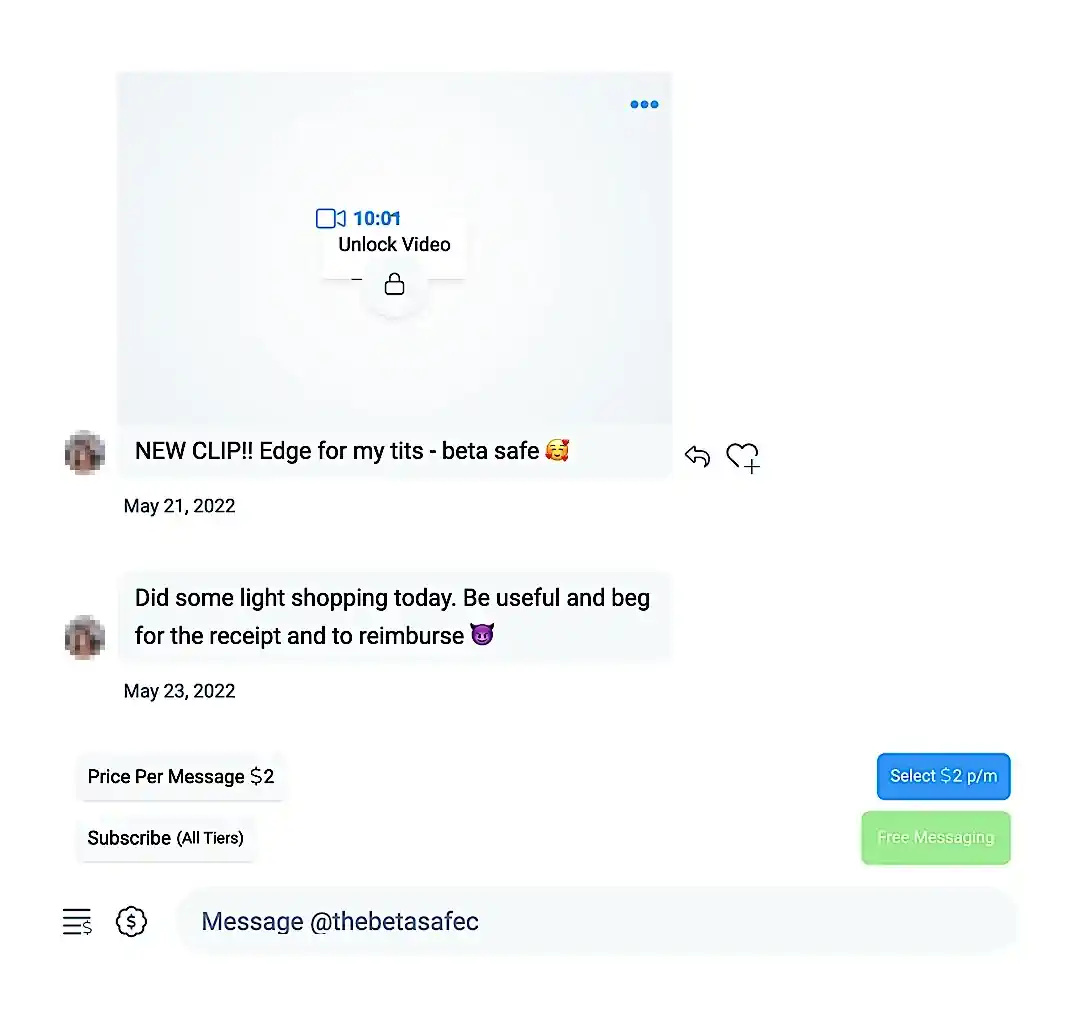 10:01
Unlock Video
NEW CLIP!! Edge for my tits - beta safe 🥰
May 21, 2022
Did some light shopping today. Be useful and beg
for the receipt and to reimburse 😈
May 23, 2022
Price Per Message $2
Select $2 p/m
Subscribe (All Tiers)
Free Messaging
Message @thebetasafec